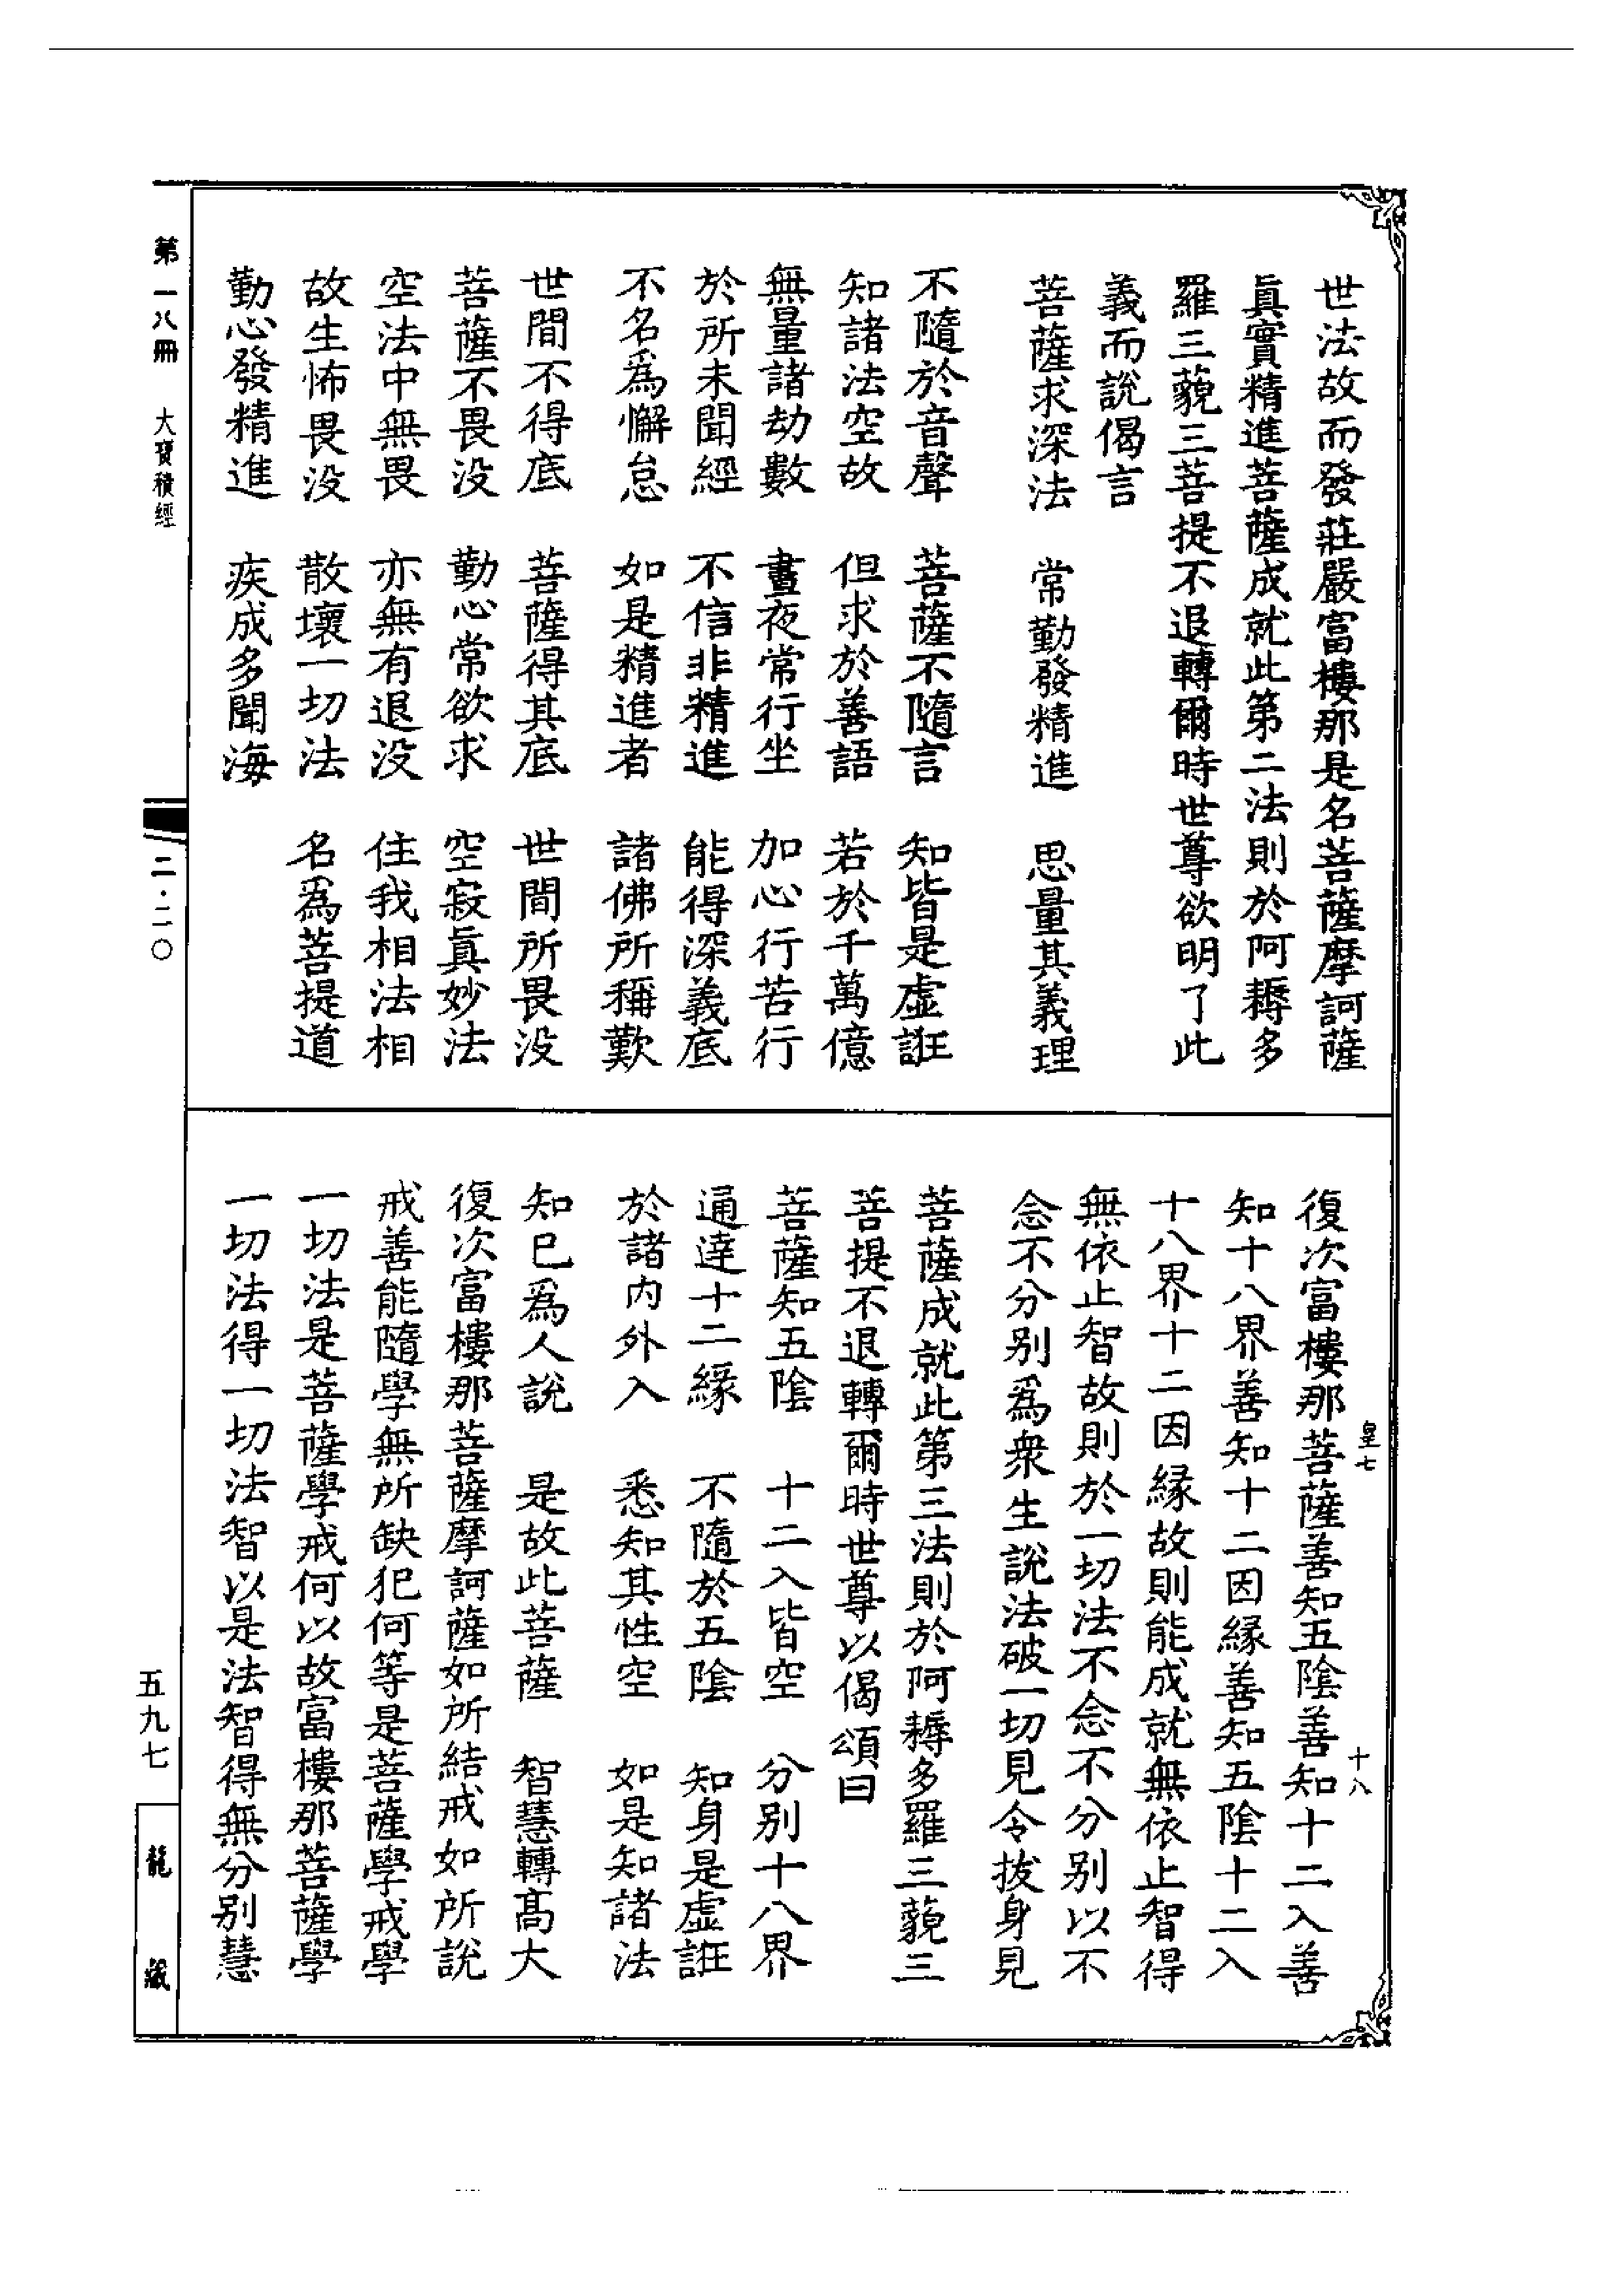 世法故而發莊嚴富樓那是名菩薩摩訶薩
眞實精進菩薩成就此第二法則於阿耨多
羅三藐三菩提不退轉爾時世尊欲明了此
義而說偈言
菩薩求深法　常勤發精進　思量其義理
不隨於音聲　菩薩不隨言　知皆是虛誑
知諸法空故　但求於善語　若於千萬億
無量諸劫數　晝夜常行坐　加心行苦行
於所未聞經　不信非精進　能得深義底
不名爲懈怠　如是精進者　諸佛所稱歎
世間不得底　菩薩得其底　世間所畏没
菩薩不畏没　勤心常欲求　空寂眞妙法
空法中無畏　亦無有退没　住我相法相
故生怖畏没　散壞一切法　名爲菩提道
勤心發精進　疾成多聞海
復次富樓那菩薩善知五陰善知十二入善
知十八界善知十二因緣善知五陰十二入
十八界十二因緣故則能成就無依止智得
無依止智故則於一切法不念不分别以不
念不分别爲衆生說法破一切見令拔身見
菩薩成就此第三法則於阿耨多羅三藐三
菩提不退轉爾時世尊以偈頌曰
菩薩知五陰　十二入皆空　分别十八界
通達十二緣　不隨於五陰　知身是虛誑
於諸内外入　悉知其性空　如是知諸法
知已爲人說　是故此菩薩　智慧轉高大
復次富樓那菩薩摩訶薩如所結戒如所說
戒善能隨學無所缺犯何等是菩薩學戒學
一切法是菩薩學戒何以故富樓那菩薩學
一切法得一切法智以是法智得無分别慧
皇七
十八
第一八冊　大寳積經
二·二〇
五九七
龍藏